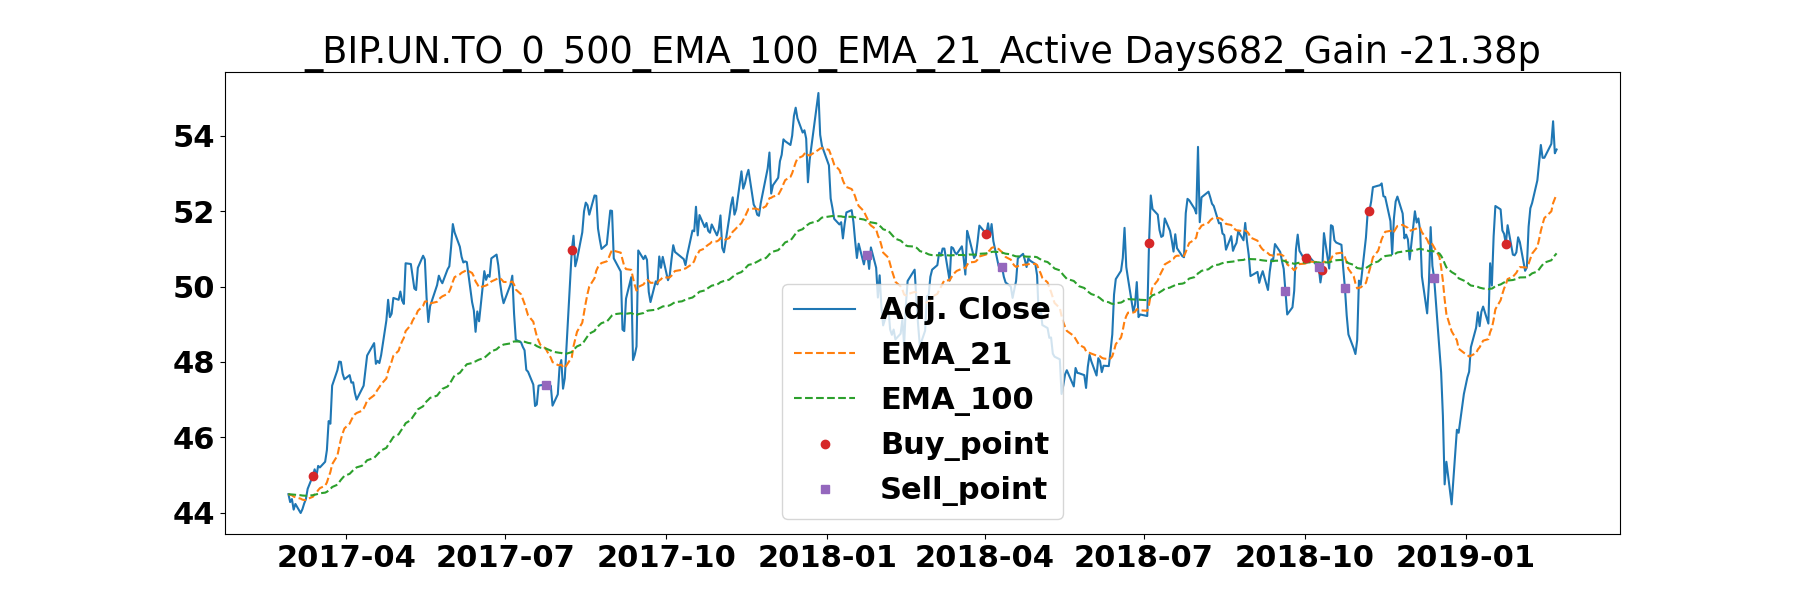 _BIP.UN.TO_0_500_EMA_100_EMA_21_Active Days682_Gain -21.38p
54
52
50
48
46
44
Adj. Close
EMA_21
EMA_100
Buy_point
Sell_point
2017-04 2017-07 2017-10 2018-01 2018-04 2018-07 2018-10 2019-01